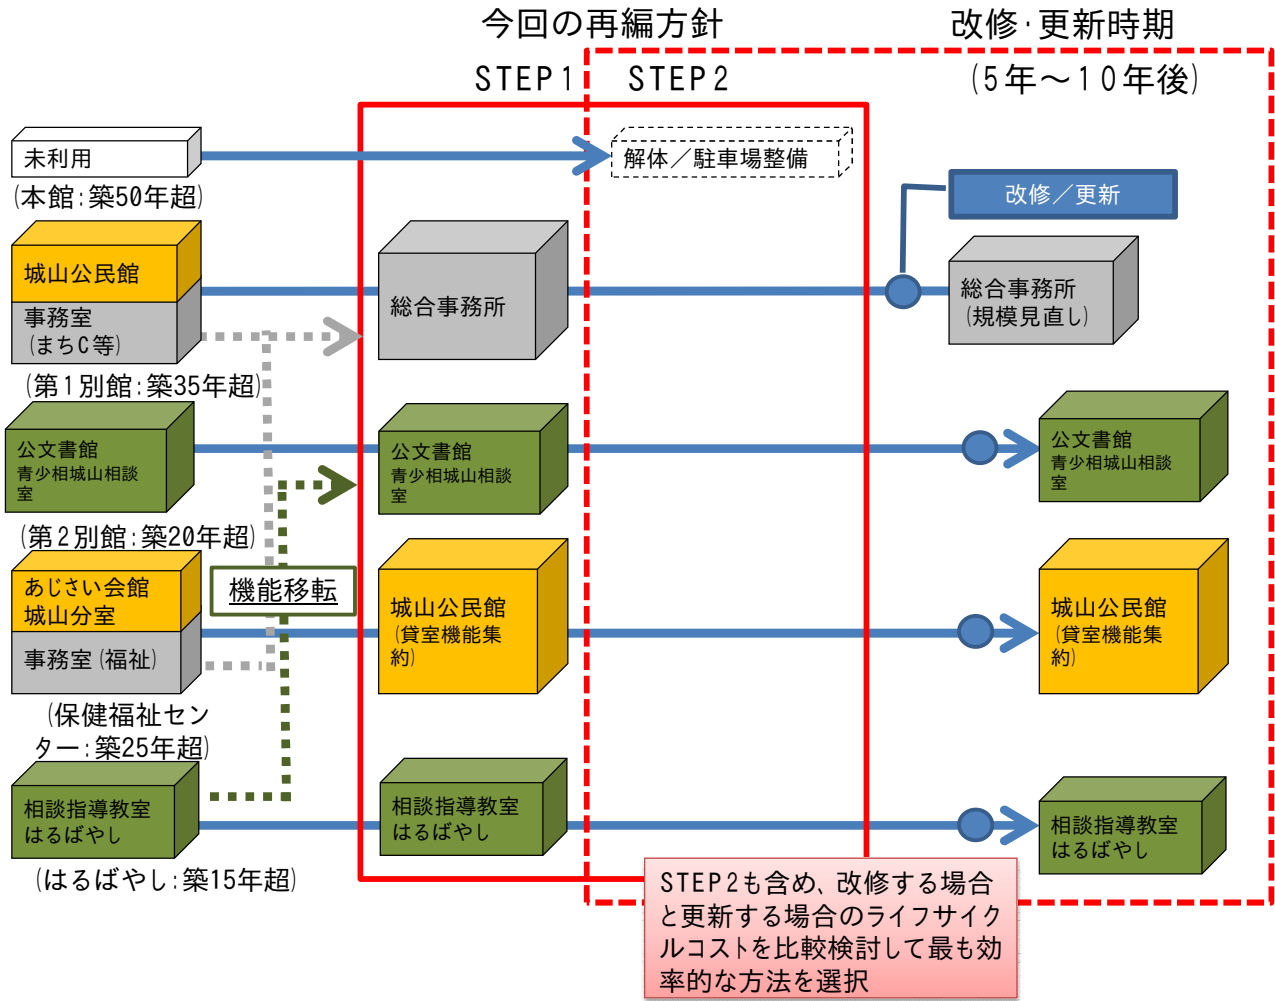 今回の再編方針
改修・更新時期
STEP1
STEP2
(5年～10年後)
未利用
(本館:築50年超)
解体／駐車場整備
改修／更新
城山公民館
事務室
(まちC等)
(第1別館:築35年超)
総合事務所
総合事務所
(規模見直し)
公文書館
青少相城山相談
室
(第2別館:築20年超)
公文書館
青少相城山相談
室
公文書館
青少相城山相談
室
あじさい会館
城山分室
事務室(福祉)
(保健福祉セン
ター:築25年超)
機能移転
城山公民館
(貸室機能集
約)
城山公民館
(貸室機能集
約)
相談指導教室
はるばやし
(はるばやし:築15年超)
相談指導教室
はるばやし
相談指導教室
はるばやし
STEP2も含め、改修する場合
と更新する場合のライフサイク
ルコストを比較検討して最も効
率的な方法を選択